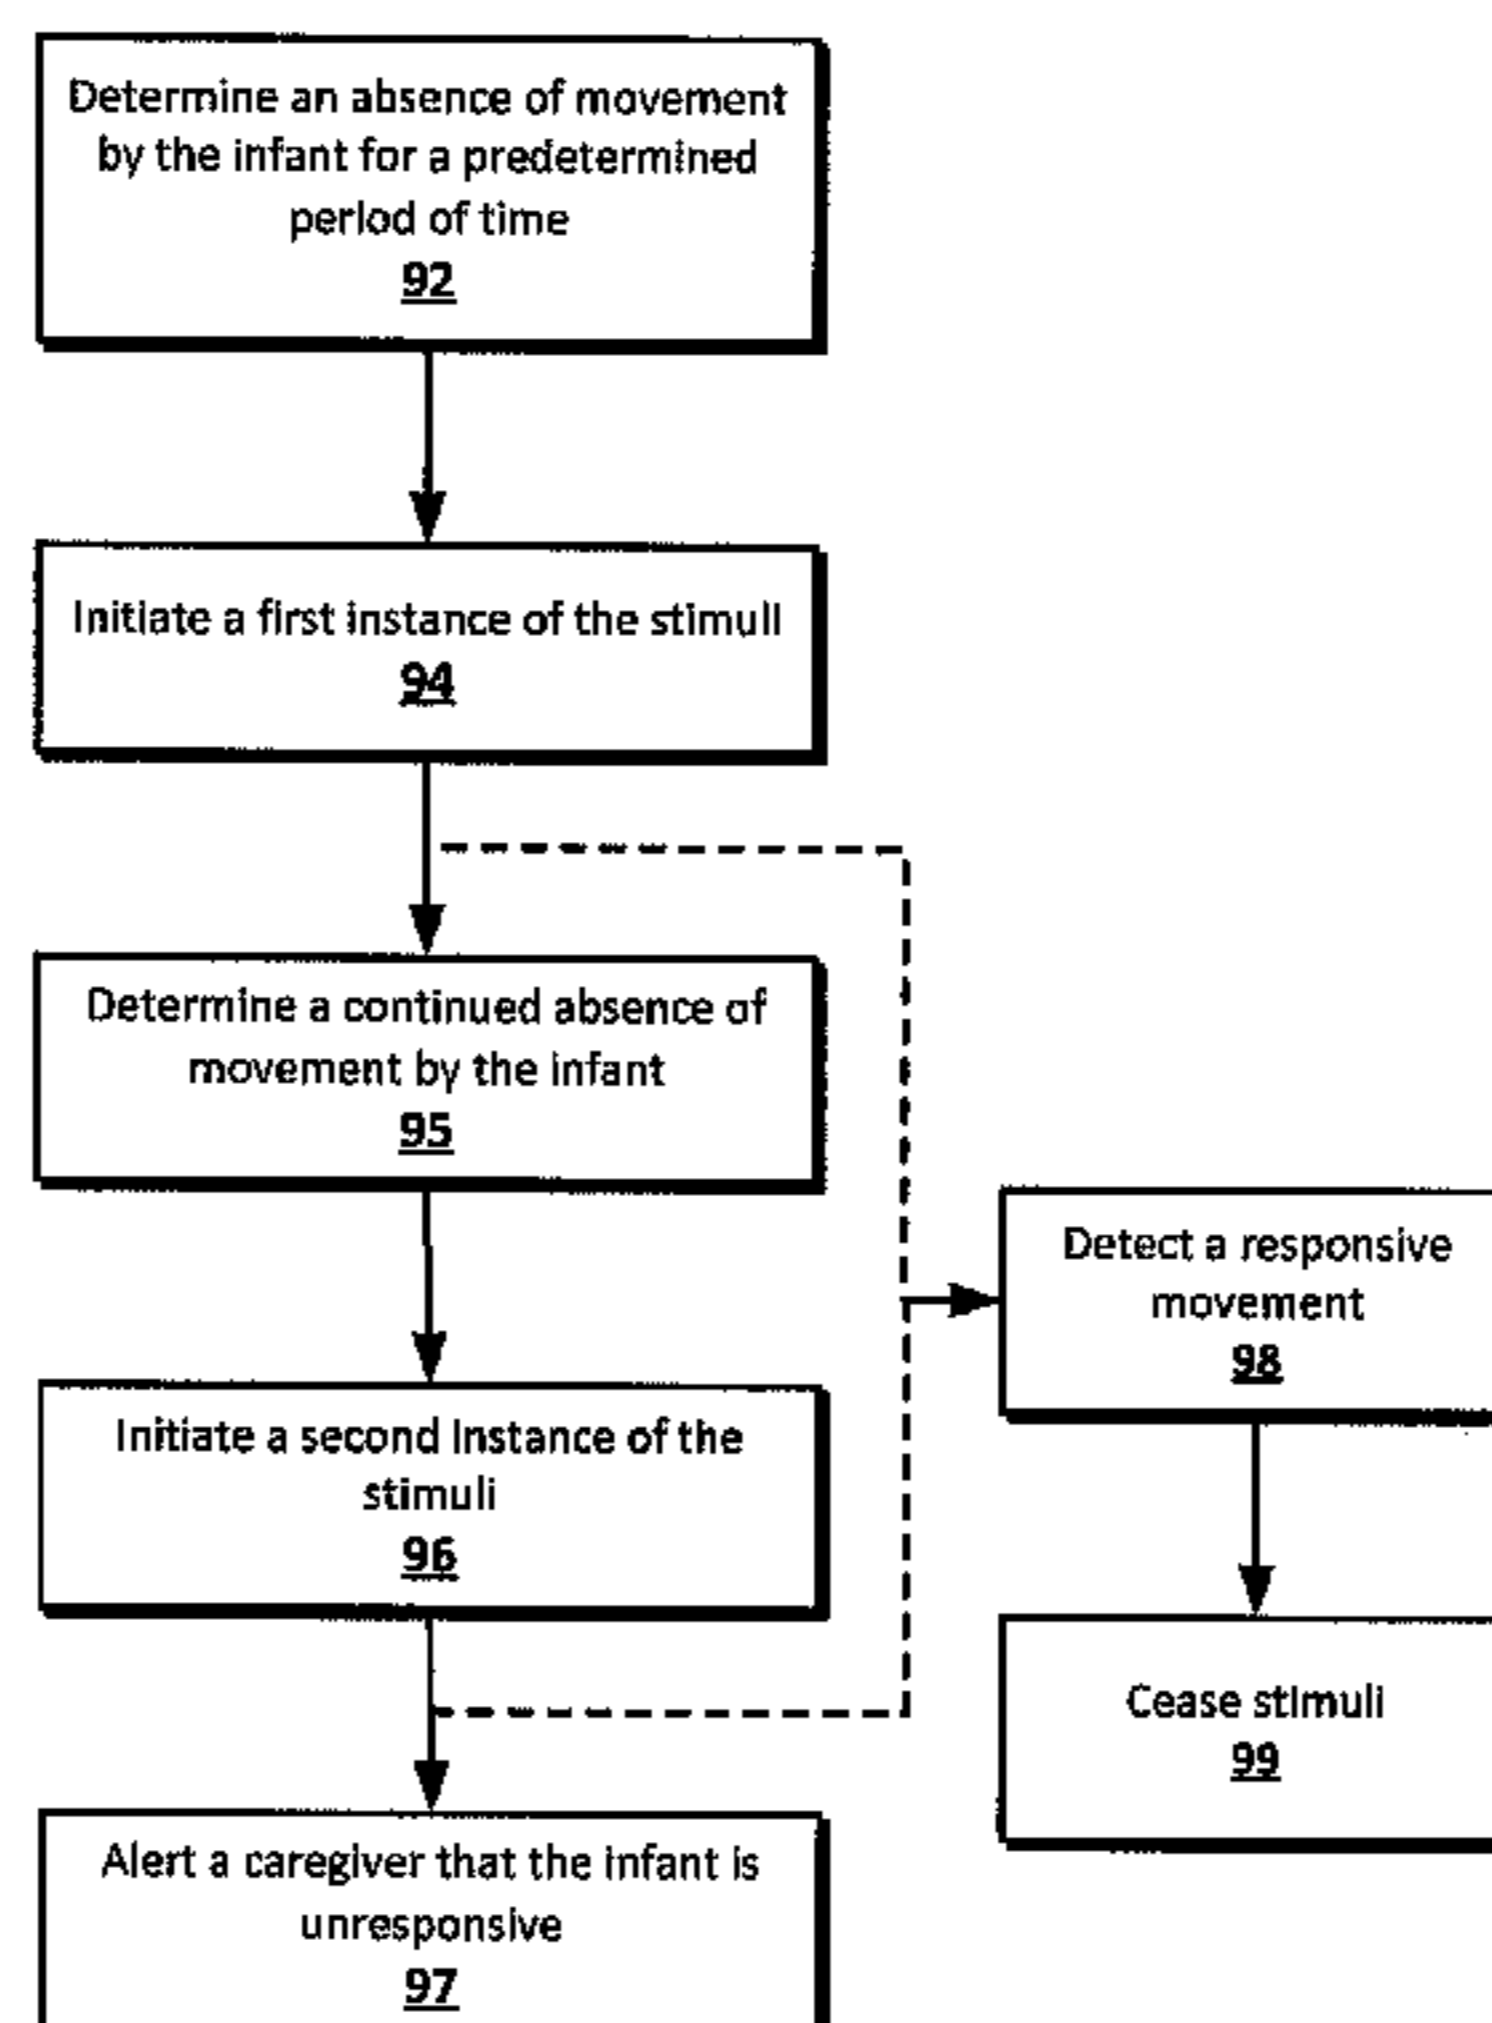 Determine an absence of movement
by the infant for a predetermined
period of time
92
Initiate a first instance of the stimuli
94
Determine a continued absence of
movement by the infant
95
Initiate a second instance of the
stimuli
96
Alert a caregiver that the infant is
unresponsive
97
Detect a responsive
movement
98
Cease stimuli
99